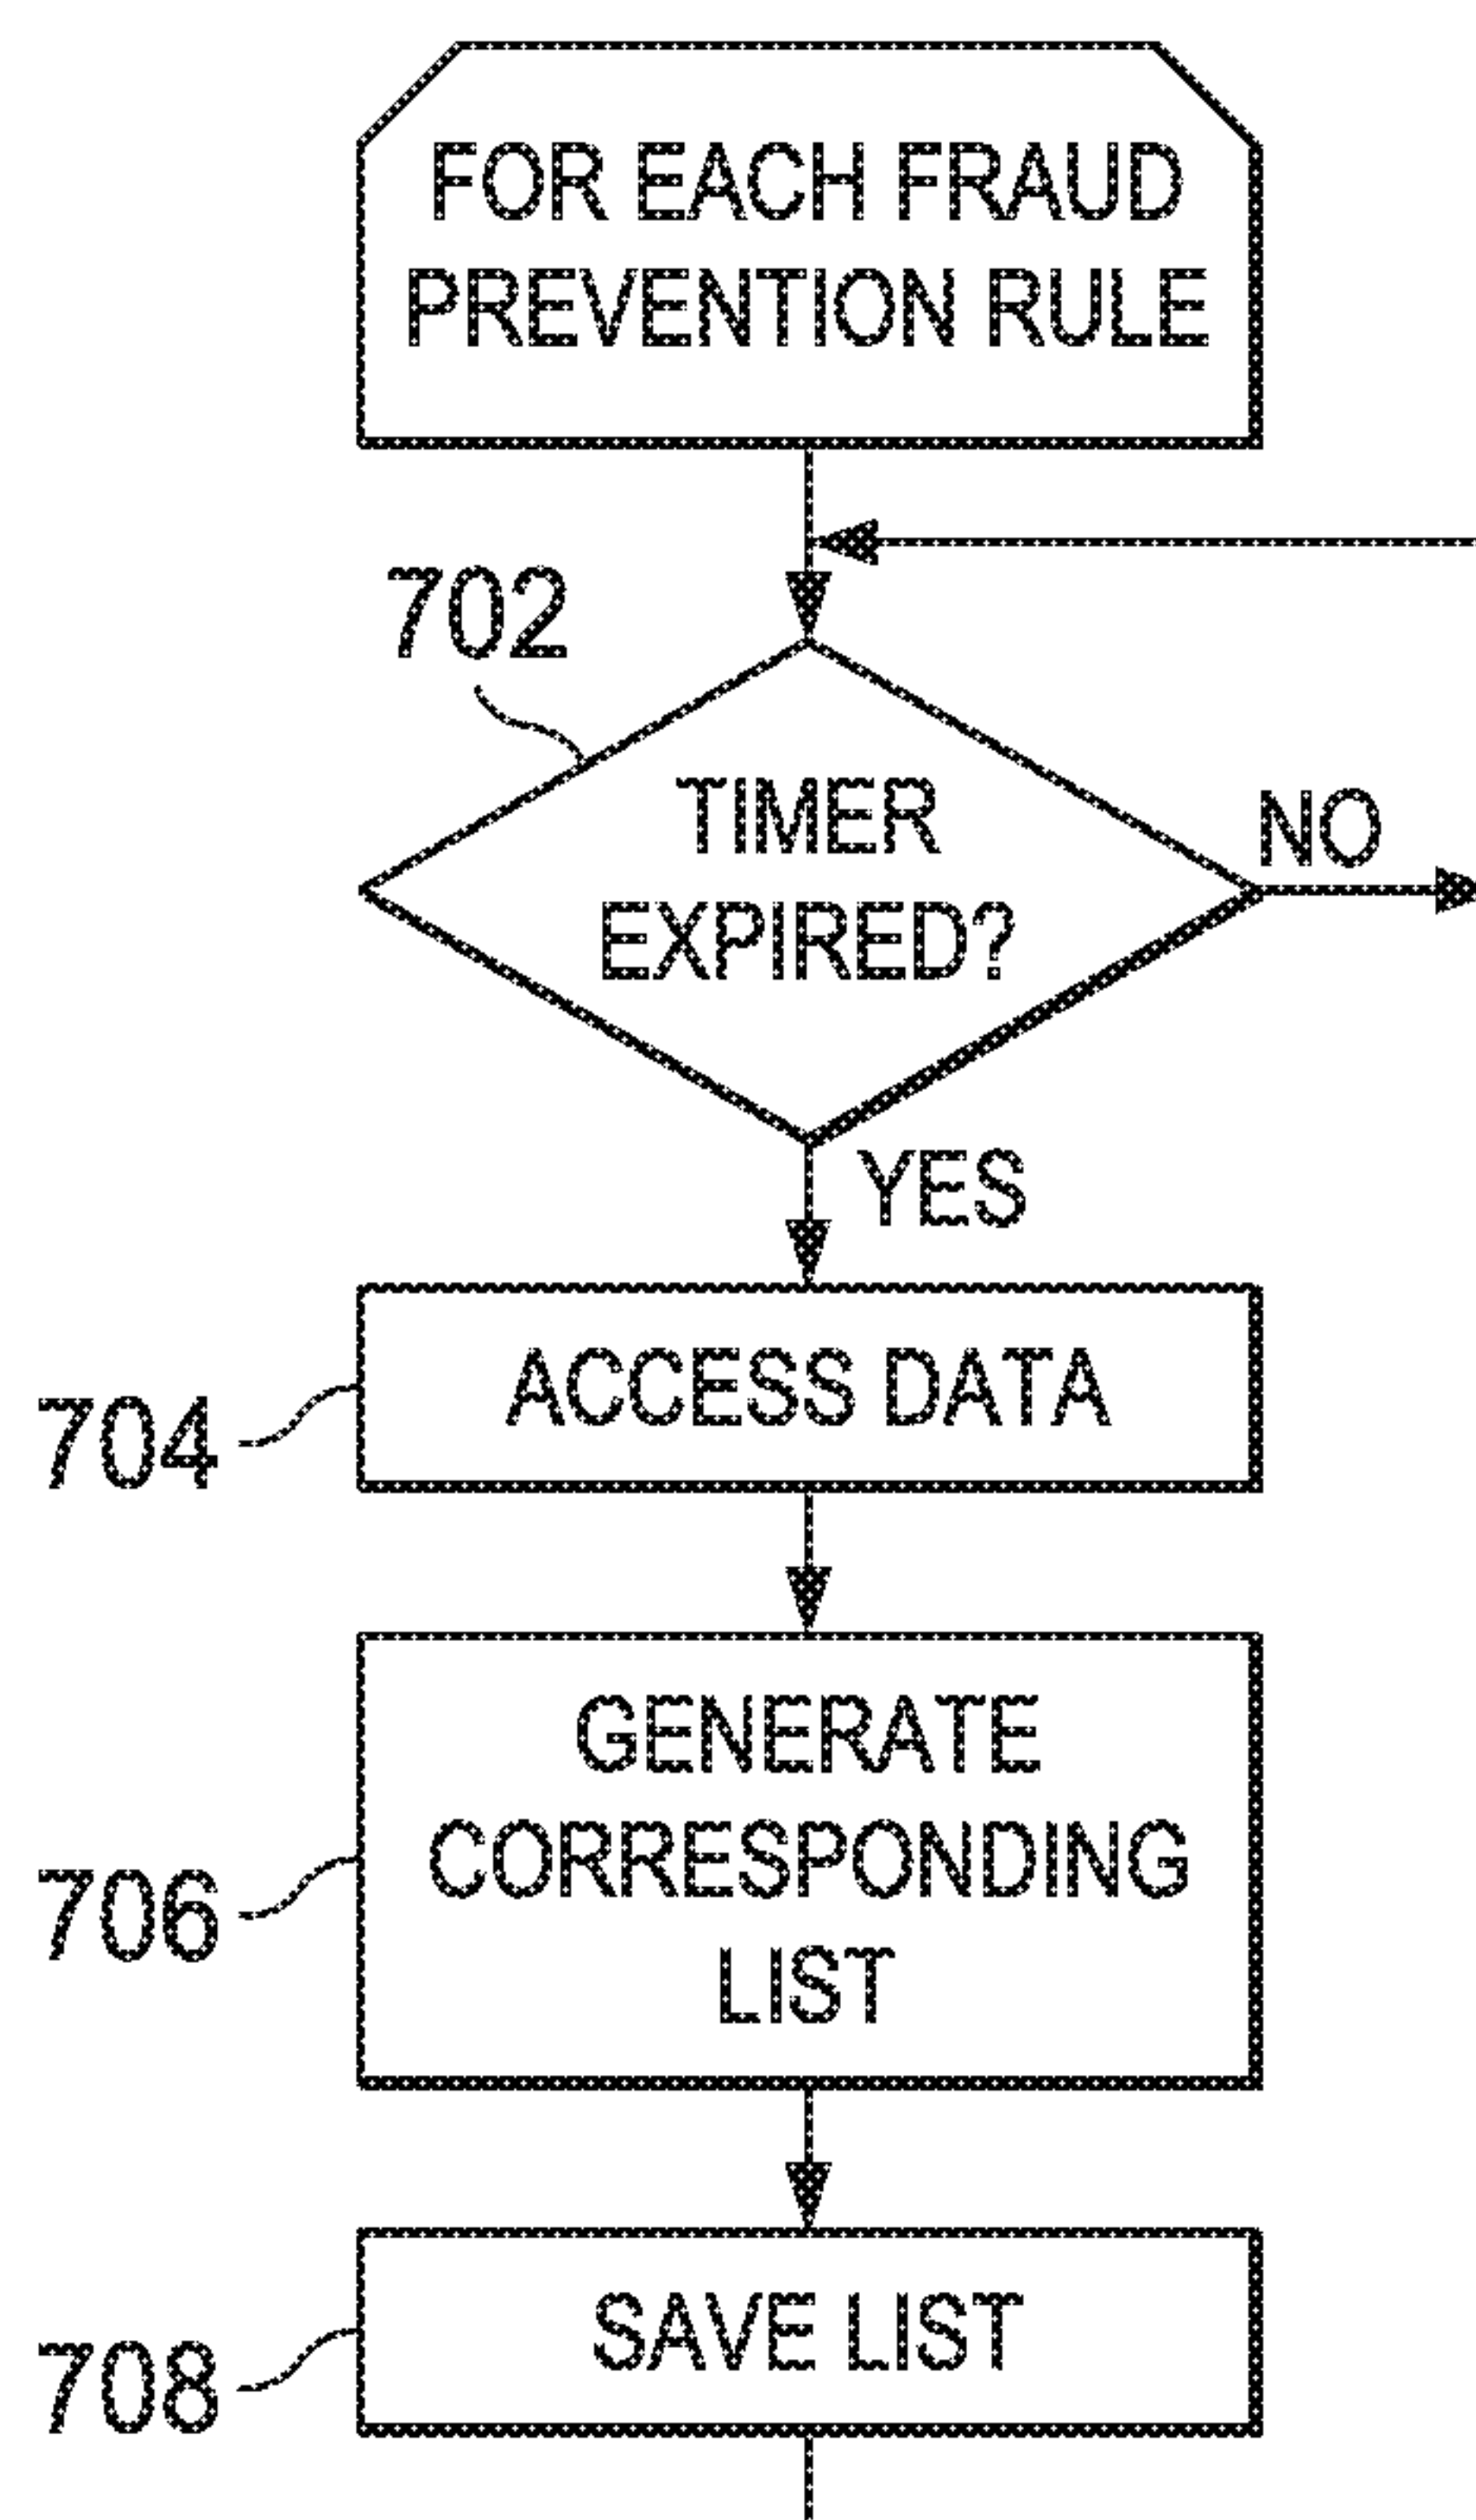 FOR EACH FRAUD
PREVENTION RULE
702
TIMER
EXPIRED?
NO
YES
704
ACCESS DATA
706
GENERATE
CORRESPONDING
LIST
708
SAVE LIST